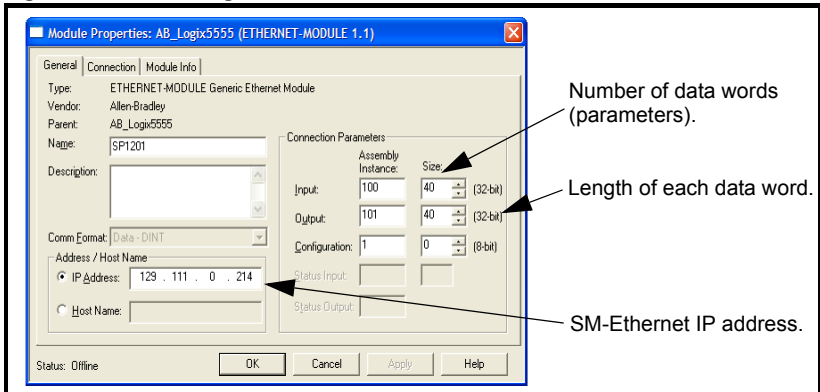 Module Properties: AB_Logix5555 (ETHERNET-MODULE 1.1)
General Connection Module Info
Type: ETHERNET-MODULE Generic Ethernet Module
Vendor: Allen-Bradley
Parent: AB_Logix5555
Name: SP1201
Description:
Comm Format: Data - DINT
Address / Host Name
IP Address: 129 . 111 . 0 . 214
Host Name:
Connection Parameters
Assembly Instance: Size:
Input: 100 40 (32-bit)
Output: 101 40 (32-bit)
Configuration: 1 0 (8-bit)
Status Input:
Status Output:
Status: Offline
OK Cancel Apply Help
Number of data words
(parameters).
Length of each data word.
SM-Ethernet IP address.